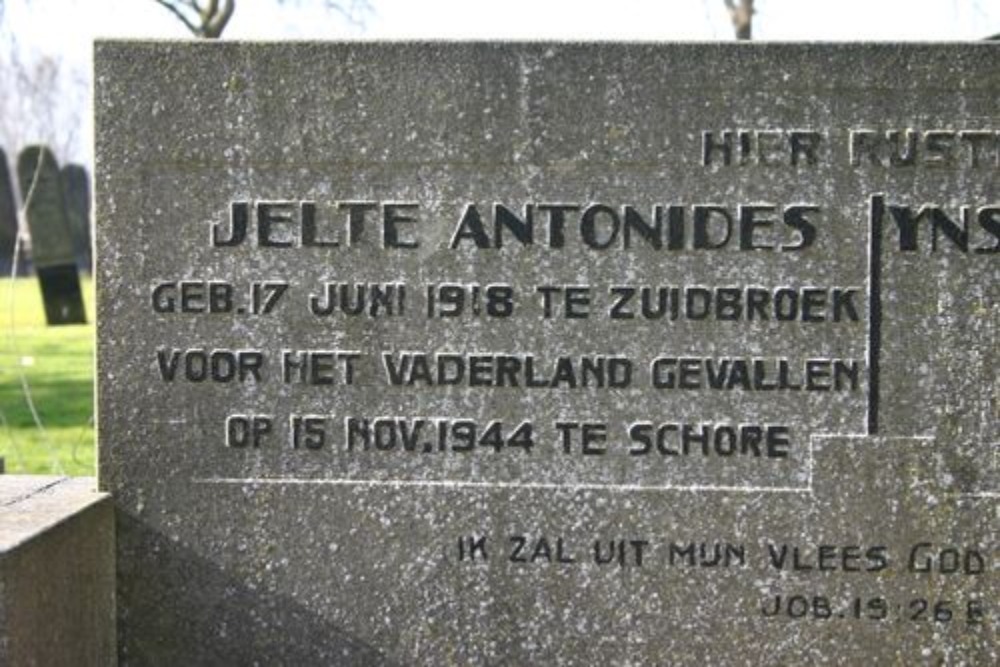 HIER RUST
JELTE ANTONIDES
YNS
GEB. 17 JUNI 1918 TE ZUIDBROEK
VOOR HET VADERLAND GEVALLEN
OP 15 NOV. 1944 TE SCHORE
IK ZAL UIT MIJN VLEES GOD
JOB. 19 26 B